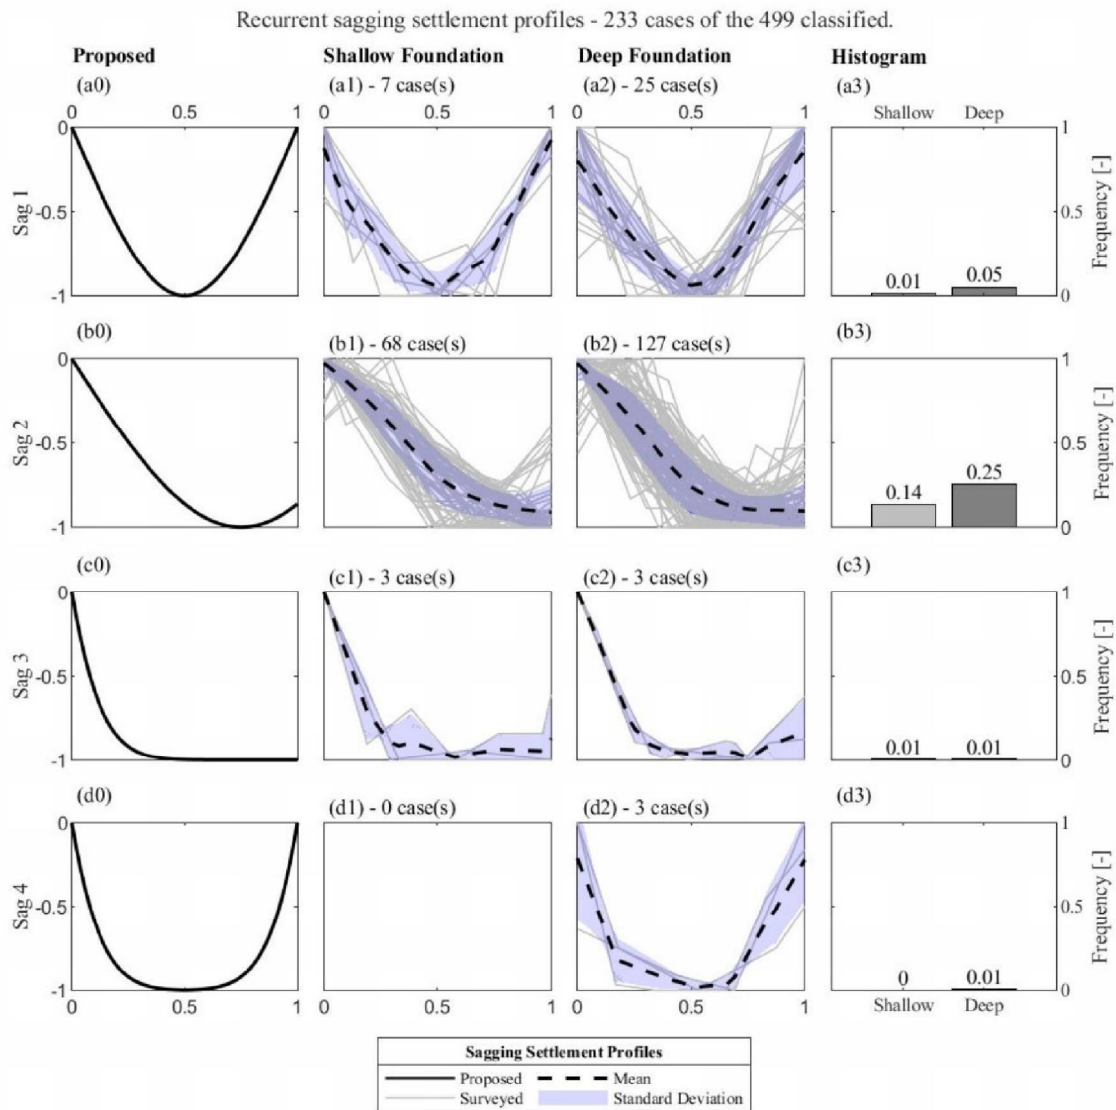 Recurrent sagging settlement profiles - 233 cases of the 499 classified.
Proposed Shallow Foundation Deep Foundation Histogram
(a0) (a1) - 7 case(s) (a2) - 25 case(s) (a3)
0 0.5 1 0 0.5 1 0 0.5 1 Shallow Deep
0 -0.5 -1 Sag 1 0.01 0.05 1 0.5 0 Frequency [-]
(b0) (b1) - 68 case(s) (b2) - 127 case(s) (b3)
0 -0.5 -1 Sag 2 0.14 0.25 1 0.5 0 Frequency [-]
(c0) (c1) - 3 case(s) (c2) - 3 case(s) (c3)
0 -0.5 -1 Sag 3 0.01 0.01 1 0.5 0 Frequency [-]
(d0) (d1) - 0 case(s) (d2) - 3 case(s) (d3)
0 -0.5 -1 Sag 4 0 0.01 1 0.5 0 Frequency [-]
0 0.5 1 0 0.5 1 0 0.5 1 Shallow Deep
Sagging Settlement Profiles
Proposed Mean
Surveyed Standard Deviation